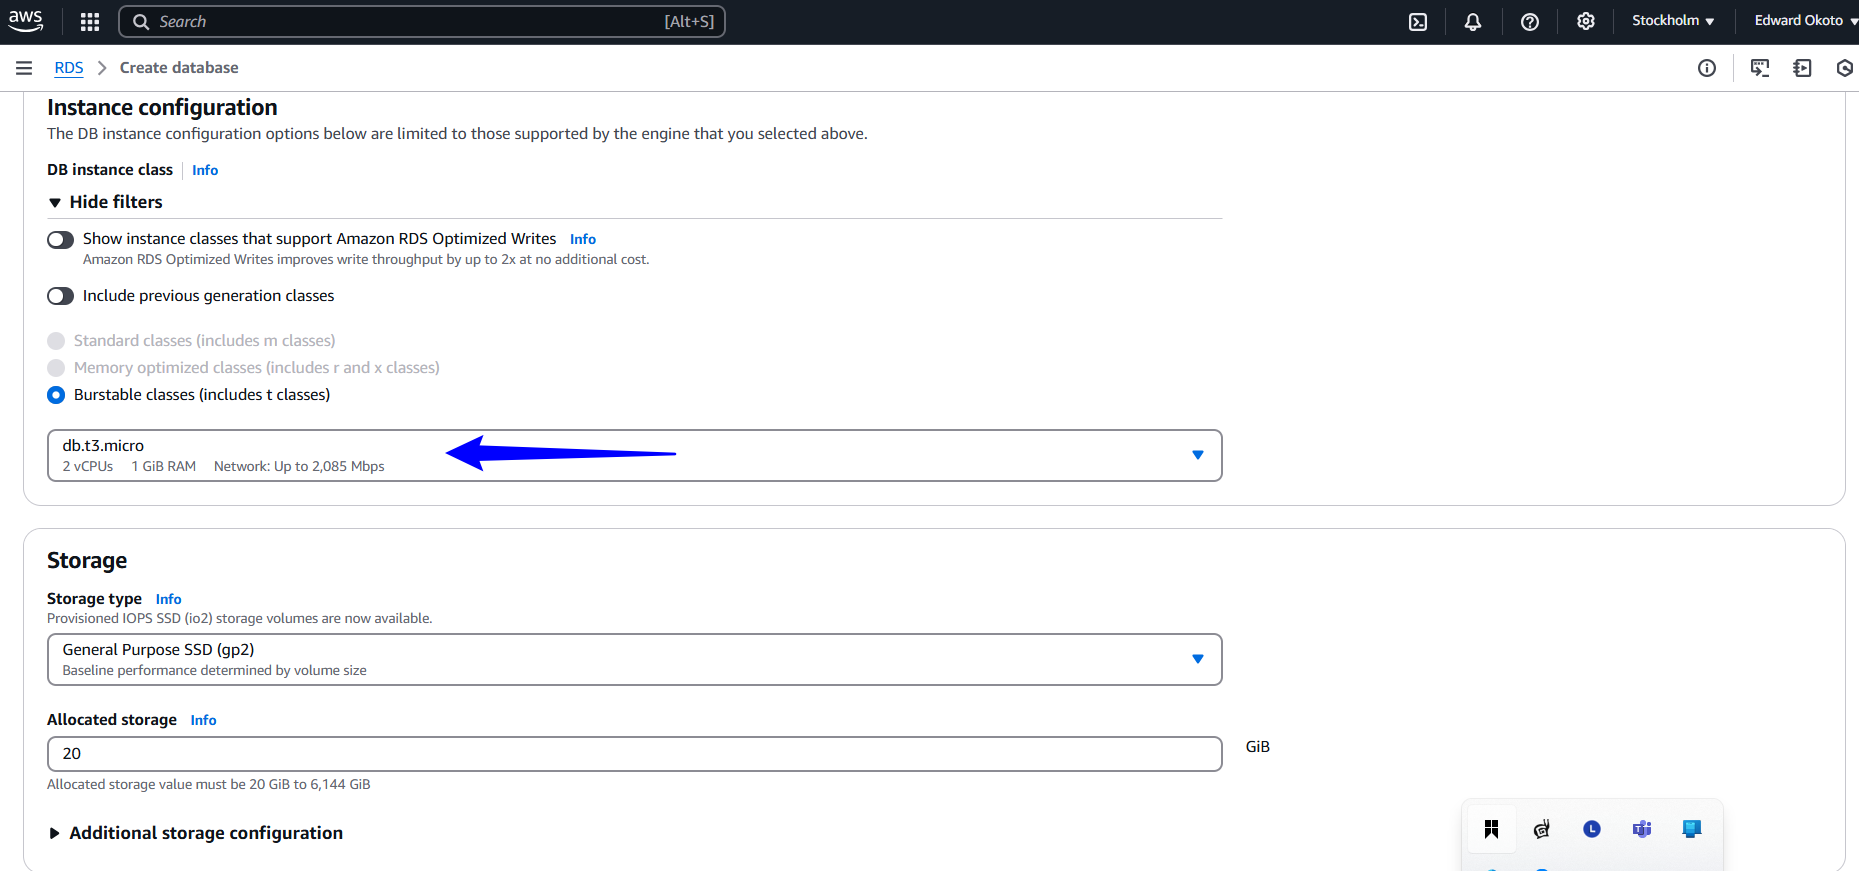 aws
Search
[Alt+S]
Stockholm
Edward Okoto
RDS
Create database
Instance configuration
The DB instance configuration options below are limited to those supported by the engine that you selected above.
DB instance class
Info
Hide filters
Show instance classes that support Amazon RDS Optimized Writes
Info
Amazon RDS Optimized Writes improves write throughput by up to 2x at no additional cost.
Include previous generation classes
Standard classes (includes m classes)
Memory optimized classes (includes r and x classes)
Burstable classes (includes t classes)
db.t3.micro
2 vCPUs 1 GiB RAM Network: Up to 2,085 Mbps
Storage
Storage type
Info
Provisioned IOPS SSD (io2) storage volumes are now available.
General Purpose SSD (gp2)
Baseline performance determined by volume size
Allocated storage
Info
20
GiB
Allocated storage value must be 20 GiB to 6,144 GiB
Additional storage configuration
L